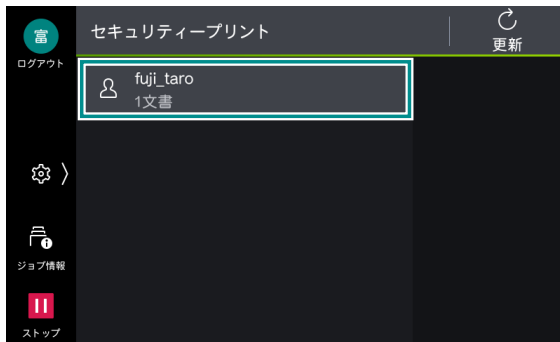 富
ログアウト
セキュリティープリント
更新
fuji_taro
1文書
ジョブ情報
ストップ